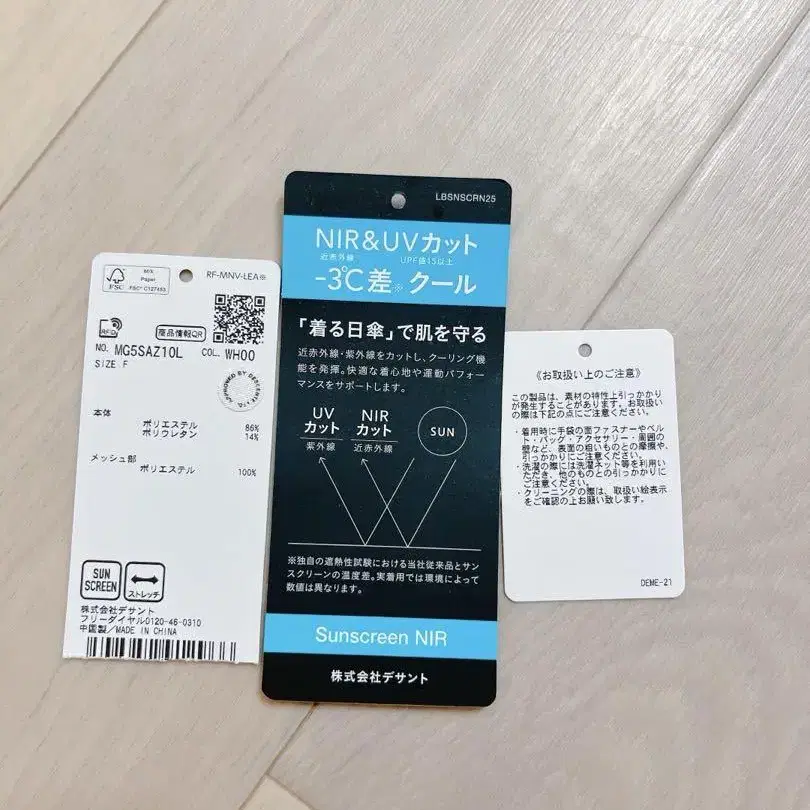 80%
Paper
FSC
FSC® C127453
RF-MNV-LEA※
RFID
商品情報QR
NO. MG5SAZ10L COL. WH00
SIZE F
本体
ポリエステル 86%
ポリウレタン 14%
メッシュ部
ポリエステル 100%
SUN
SCREEN
ストレッチ
株式会社デサント
フリーダイヤル0120-46-0310
中国製/MADE IN CHINA
LBSNSCRN25
NIR&UVカット
近赤外線 UPF値15以上
-3℃差※ クール
「着る日傘」で肌を守る
近赤外線・紫外線をカットし、クーリング機
能を発揮。快適な着心地や運動パフォー
マンスをサポートします。
UV
カット
紫外線
NIR
カット
近赤外線
SUN
※独自の遮熱性試験における当社従来品とサン
スクリーンの温度差。実着用では環境によって
数値は異なります。
Sunscreen NIR
株式会社デサント
《お取扱い上のご注意》
この製品は、素材の特性上引っかかり
が発生することがあります。お取扱い
の際は下記の点にご注意ください。
・着用時に手袋の面ファスナーやベル
ト・バッグ・アクセサリー・周囲の
壁など、表面の粗いものとの摩擦や、
引っかかりにご注意ください。
・洗濯の際には洗濯ネット等を利用い
ただき、他のものとの引っかかりに
ご注意ください。
・クリーニングの際は、取扱い絵表示
をご確認の上お願い致します。
DEME-21